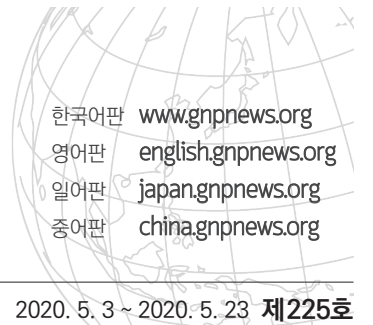 한국어판 www.gnpnews.org
영어판 english.gnpnews.org
일어판 japan.gnpnews.org
중어판 china.gnpnews.org
2020. 5. 3 ~ 2020. 5. 23 제225호